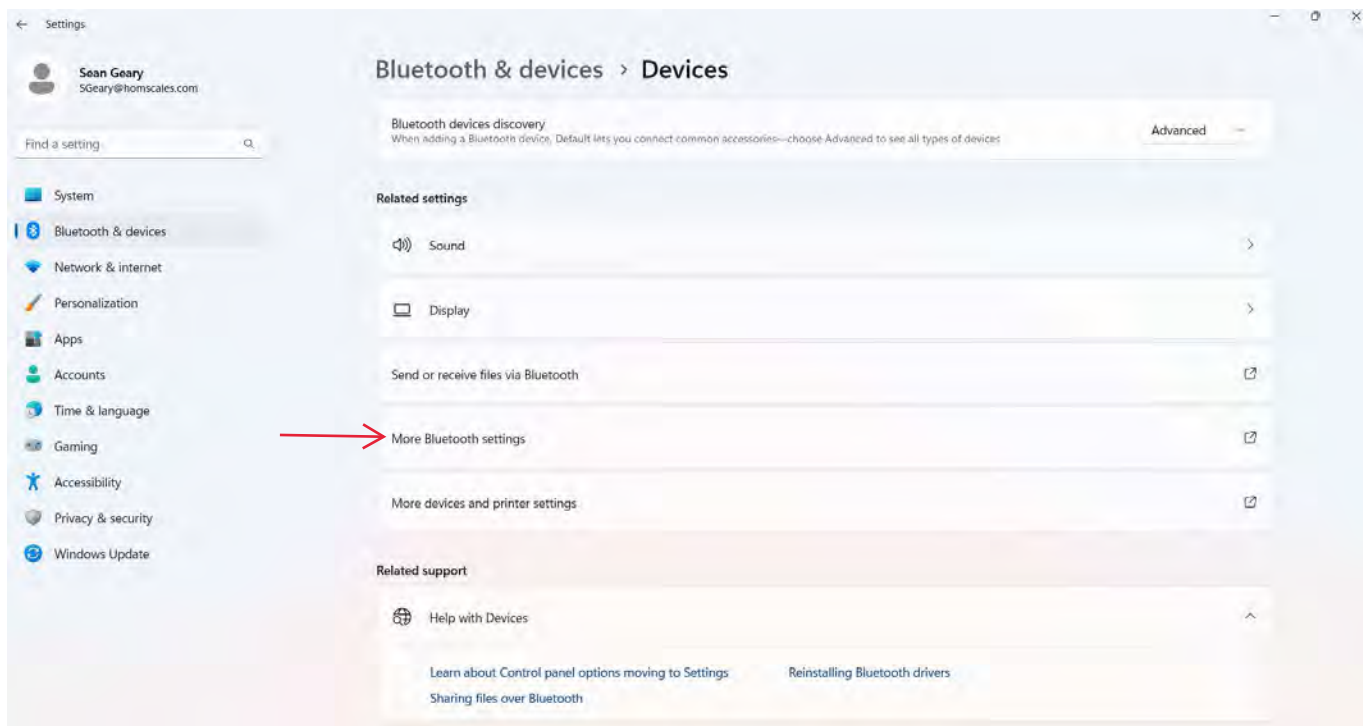 Settings
Sean Geary
SGeary@homscales.com
Find a setting
System
Bluetooth & devices
Network & internet
Personalization
Apps
Accounts
Time & language
Gaming
Accessibility
Privacy & security
Windows Update
Bluetooth & devices > Devices
Bluetooth devices discovery
When adding a Bluetooth device, Default lets you connect common accessories—choose Advanced to see all types of devices
Advanced
Related settings
Sound
Display
Send or receive files via Bluetooth
More Bluetooth settings
More devices and printer settings
Related support
Help with Devices
Learn about Control panel options moving to Settings
Reinstalling Bluetooth drivers
Sharing files over Bluetooth